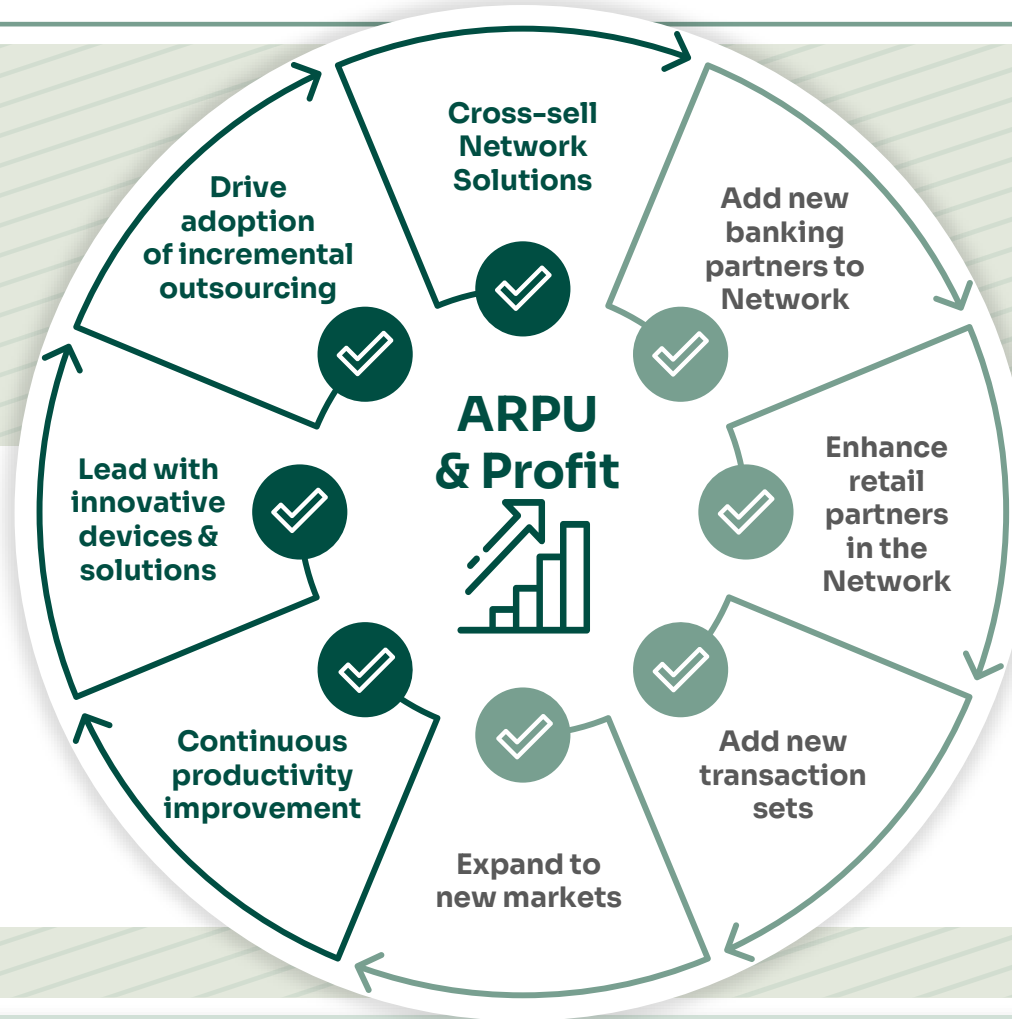 Cross-sell
Network
Solutions
Add new
banking
partners to
Network
Enhance
retail
partners
in the
Network
Add new
transaction
sets
Expand to
new markets
Continuous
productivity
improvement
Lead with
innovative
devices &
solutions
Drive
adoption
of incremental
outsourcing
ARPU
& Profit